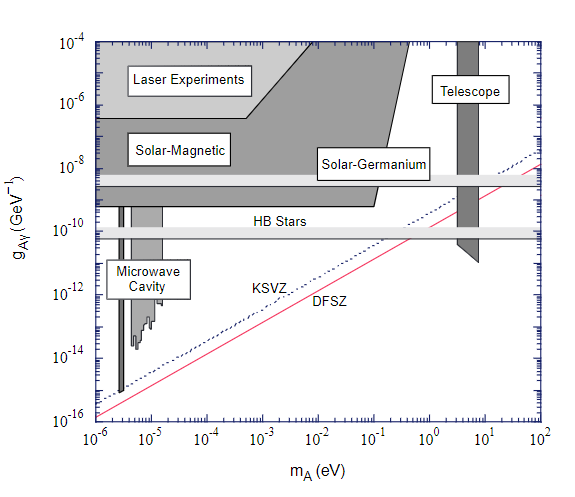 10^-4
Laser Experiments
Telescope
10^-6
Solar-Magnetic
Solar-Germanium
10^-8
g_Aγ (GeV^-1)
10^-10
HB Stars
Microwave
Cavity
10^-12
KSVZ
DFSZ
10^-14
10^-16
10^-6 10^-5 10^-4 10^-3 10^-2 10^-1 10^0 10^1 10^2
m_A (eV)